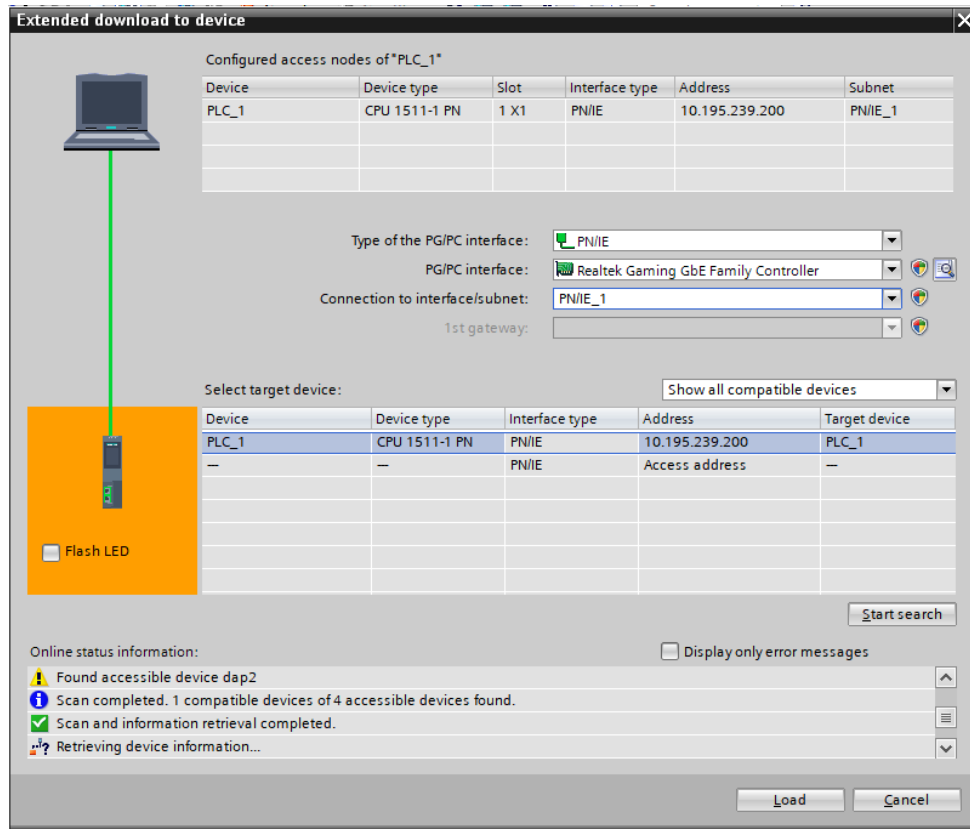 Extended download to device
Configured access nodes of "PLC_1"
Device Device type Slot Interface type Address Subnet
PLC_1 CPU 1511-1 PN 1 X1 PN/IE 10.195.239.200 PN/IE_1
Type of the PG/PC interface: PN/IE
PG/PC interface: Realtek Gaming GbE Family Controller
Connection to interface/subnet: PN/IE_1
1st gateway:
Select target device: Show all compatible devices
Device Device type Interface type Address Target device
PLC_1 CPU 1511-1 PN PN/IE 10.195.239.200 PLC_1
— — PN/IE Access address —
Flash LED
Start search
Online status information: Display only error messages
Found accessible device dap2
Scan completed. 1 compatible devices of 4 accessible devices found.
Scan and information retrieval completed.
Retrieving device information...
Load Cancel